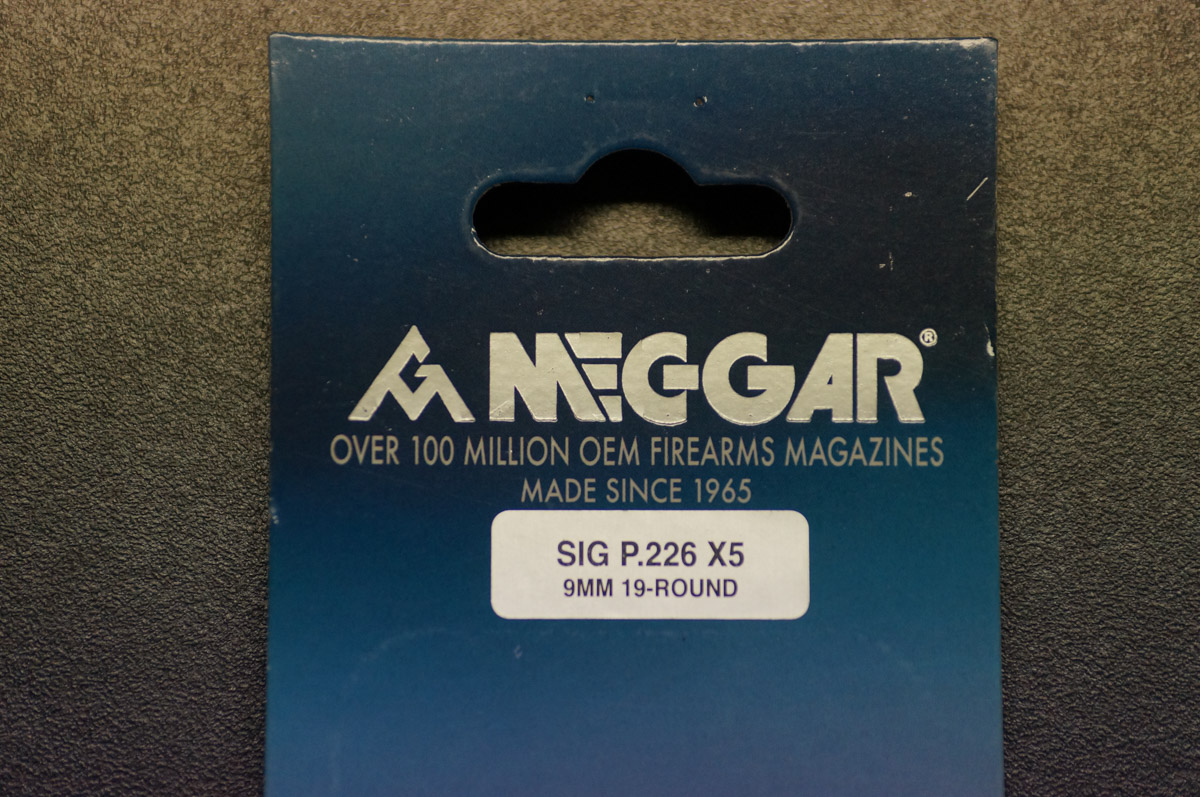 MEC-GAR®
OVER 100 MILLION OEM FIREARMS MAGAZINES
MADE SINCE 1965
SIG P.226 X5
9MM 19-ROUND